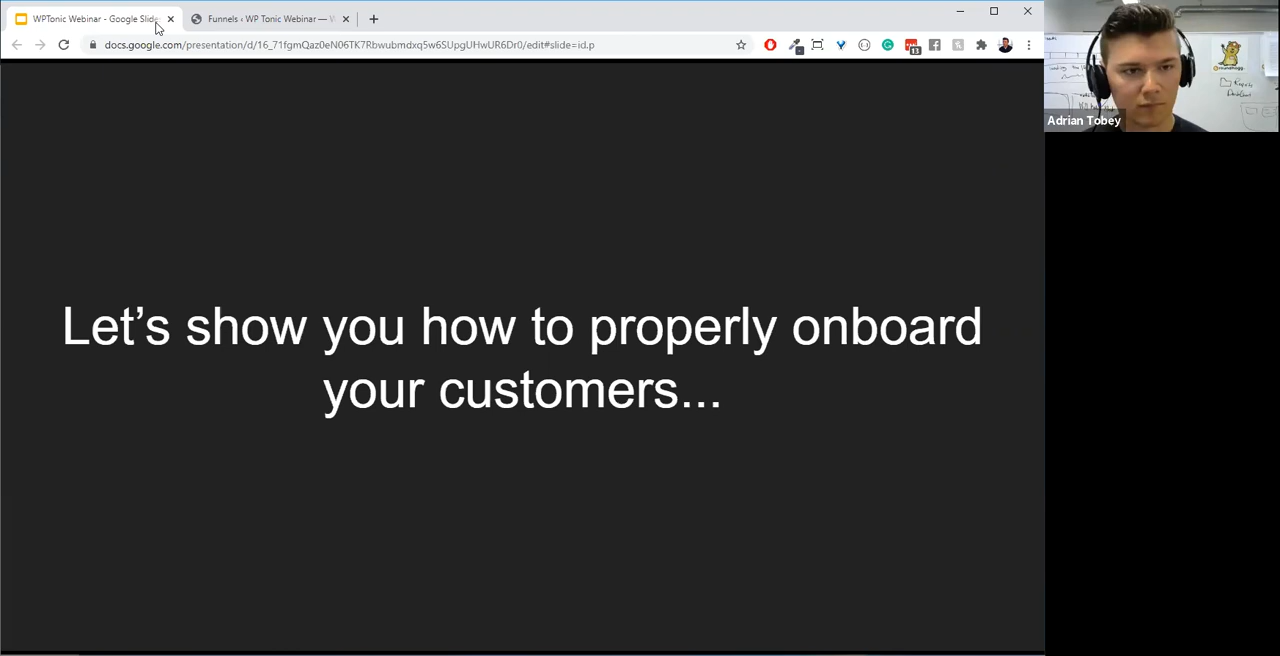 WPTonic Webinar - Google Slide
Funnels ‹ WP Tonic Webinar — W
docs.google.com/presentation/d/16_71fgmQaz0eN06TK7Rbwubmdxq5w6SUpgUHwUR6Dr0/edit#slide=id.p
13
Let's show you how to properly onboard
your customers...
Adrian Tobey